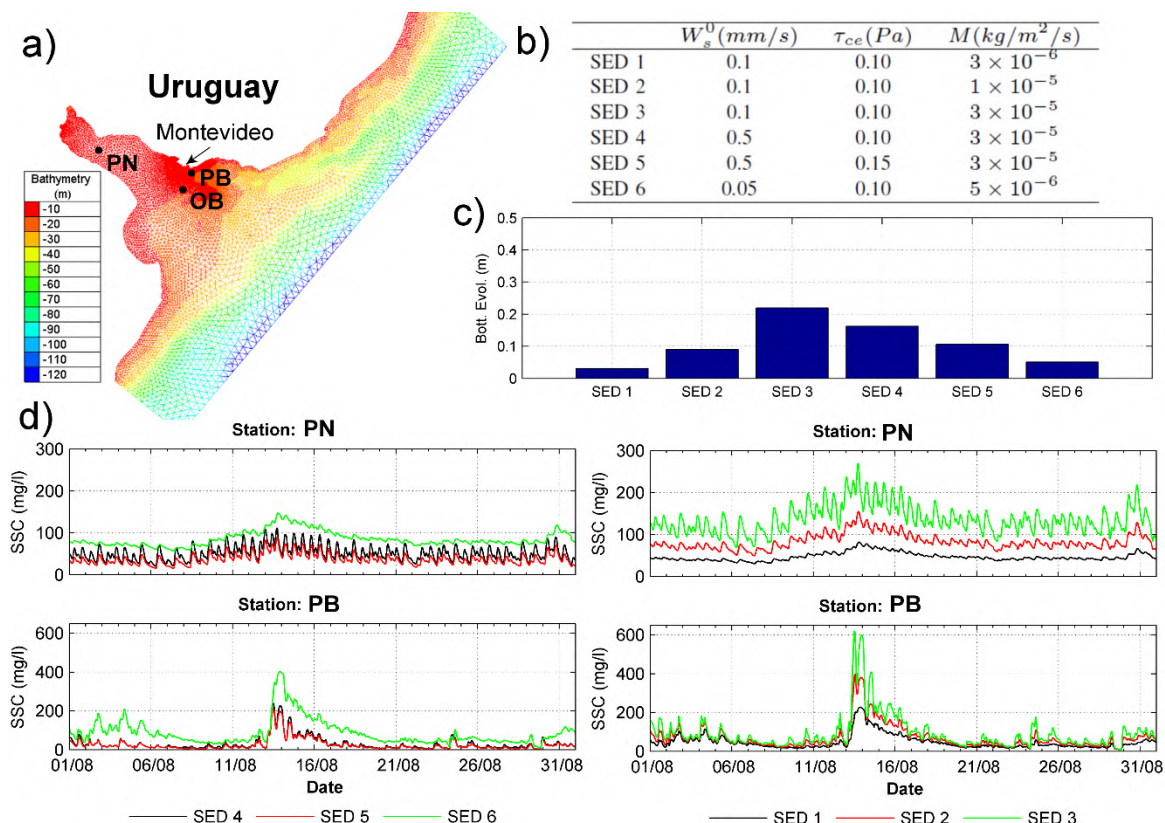 a)
Uruguay
Montevideo
PN
PB
OB
Bathymetry
(m)
-10
-20
-30
-40
-50
-60
-70
-80
-90
-100
-110
-120
b)
W_s^0(mm/s) τ_ce(Pa) M(kg/m²/s)
SED 1 0.1 0.10 3 × 10⁻⁶
SED 2 0.1 0.10 1 × 10⁻⁵
SED 3 0.1 0.10 3 × 10⁻⁵
SED 4 0.5 0.10 3 × 10⁻⁵
SED 5 0.5 0.15 3 × 10⁻⁵
SED 6 0.05 0.10 5 × 10⁻⁶
c)
Bott. Evol. (m)
0.5
0.4
0.3
0.2
0.1
0
SED 1 SED 2 SED 3 SED 4 SED 5 SED 6
d)
Station: PN
SSC (mg/l)
300
200
100
0
Station: PB
SSC (mg/l)
600
400
200
0
01/08 06/08 11/08 16/08 21/08 26/08 31/08
Date
SED 4 SED 5 SED 6
Station: PN
SSC (mg/l)
300
200
100
0
Station: PB
SSC (mg/l)
600
400
200
0
01/08 06/08 11/08 16/08 21/08 26/08 31/08
Date
SED 1 SED 2 SED 3